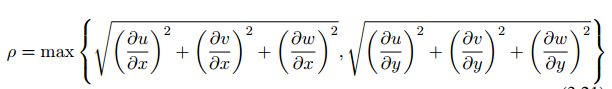 ρ = max { √( (∂u/∂x)² + (∂v/∂x)² + (∂w/∂x)² ), √( (∂u/∂y)² + (∂v/∂y)² + (∂w/∂y)² ) }